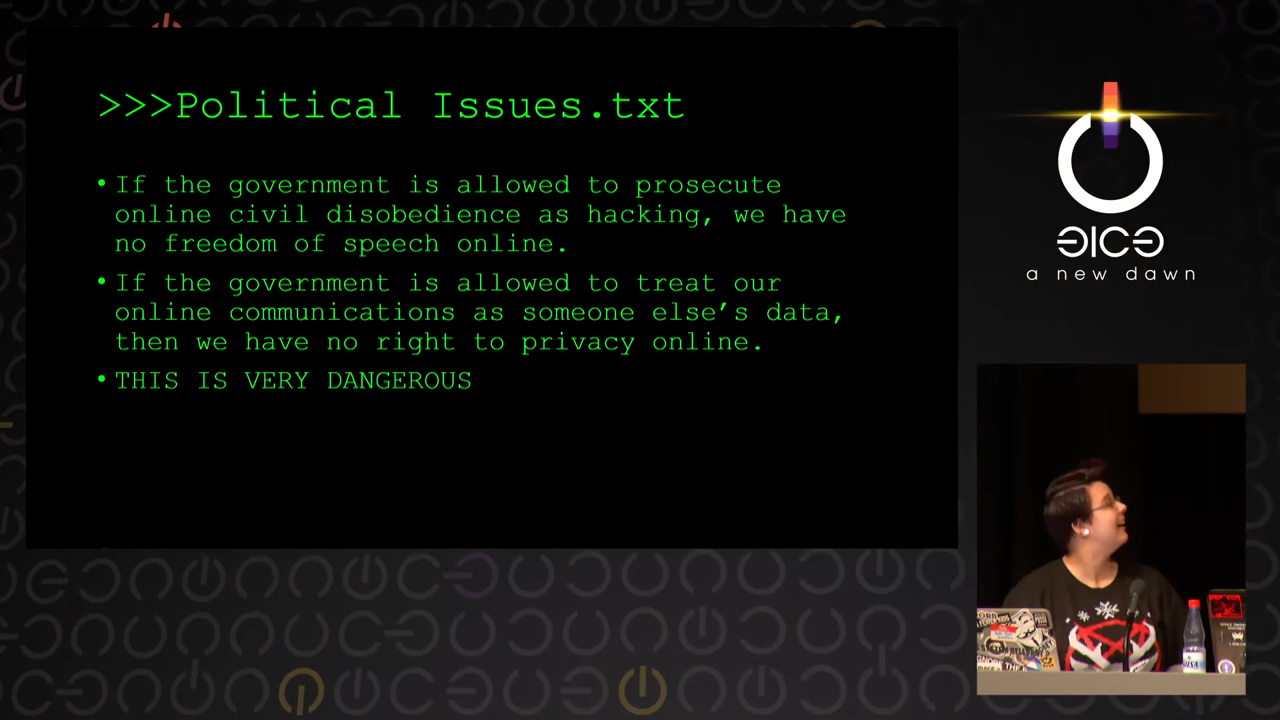 >>>Political Issues.txt
• If the government is allowed to prosecute
online civil disobedience as hacking, we have
no freedom of speech online.
• If the government is allowed to treat our
online communications as someone else’s data,
then we have no right to privacy online.
• THIS IS VERY DANGEROUS
a new dawn